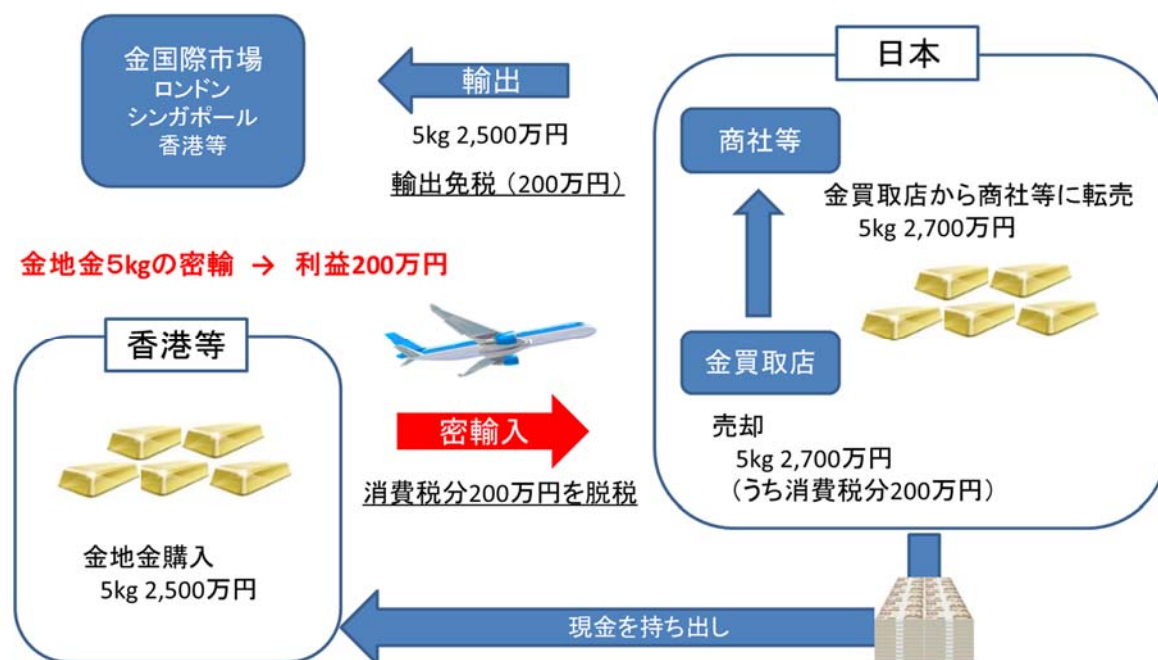 金国際市場
ロンドン
シンガポール
香港等
輸出
5kg 2,500万円
輸出免税（200万円）
日本
商社等
金買取店から商社等に転売
5kg 2,700万円
金地金５kgの密輸 → 利益200万円
香港等
金買取店
密輸入
消費税分200万円を脱税
売却
5kg 2,700万円
（うち消費税分200万円）
金地金購入
5kg 2,500万円
現金を持ち出し